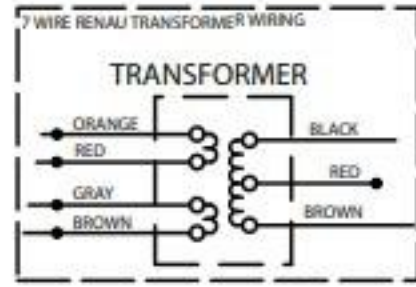 7 WIRE RENAU TRANSFORMER WIRING
TRANSFORMER
ORANGE
BLACK
RED
RED
GRAY
BROWN
BROWN